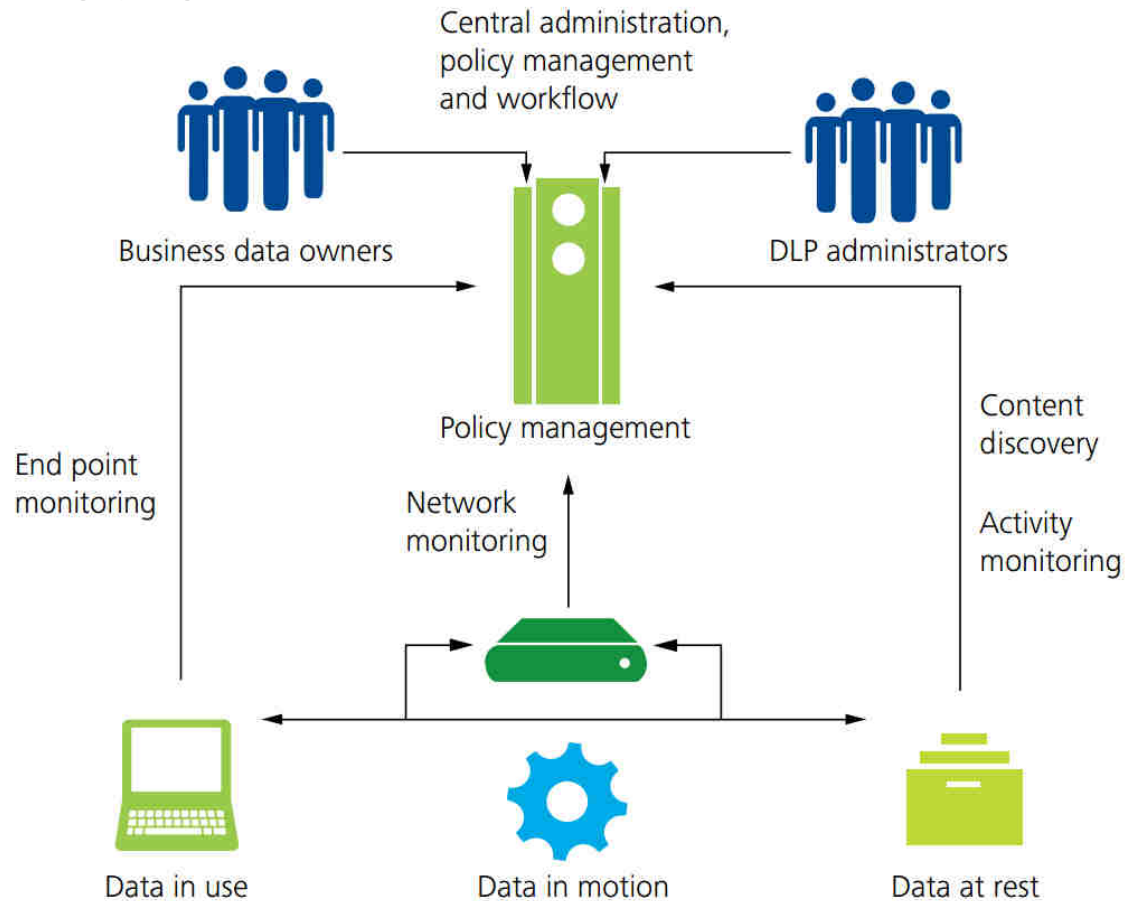 Central administration,
policy management
and workflow
Business data owners
DLP administrators
Policy management
End point
monitoring
Network
monitoring
Content
discovery
Activity
monitoring
Data in use
Data in motion
Data at rest